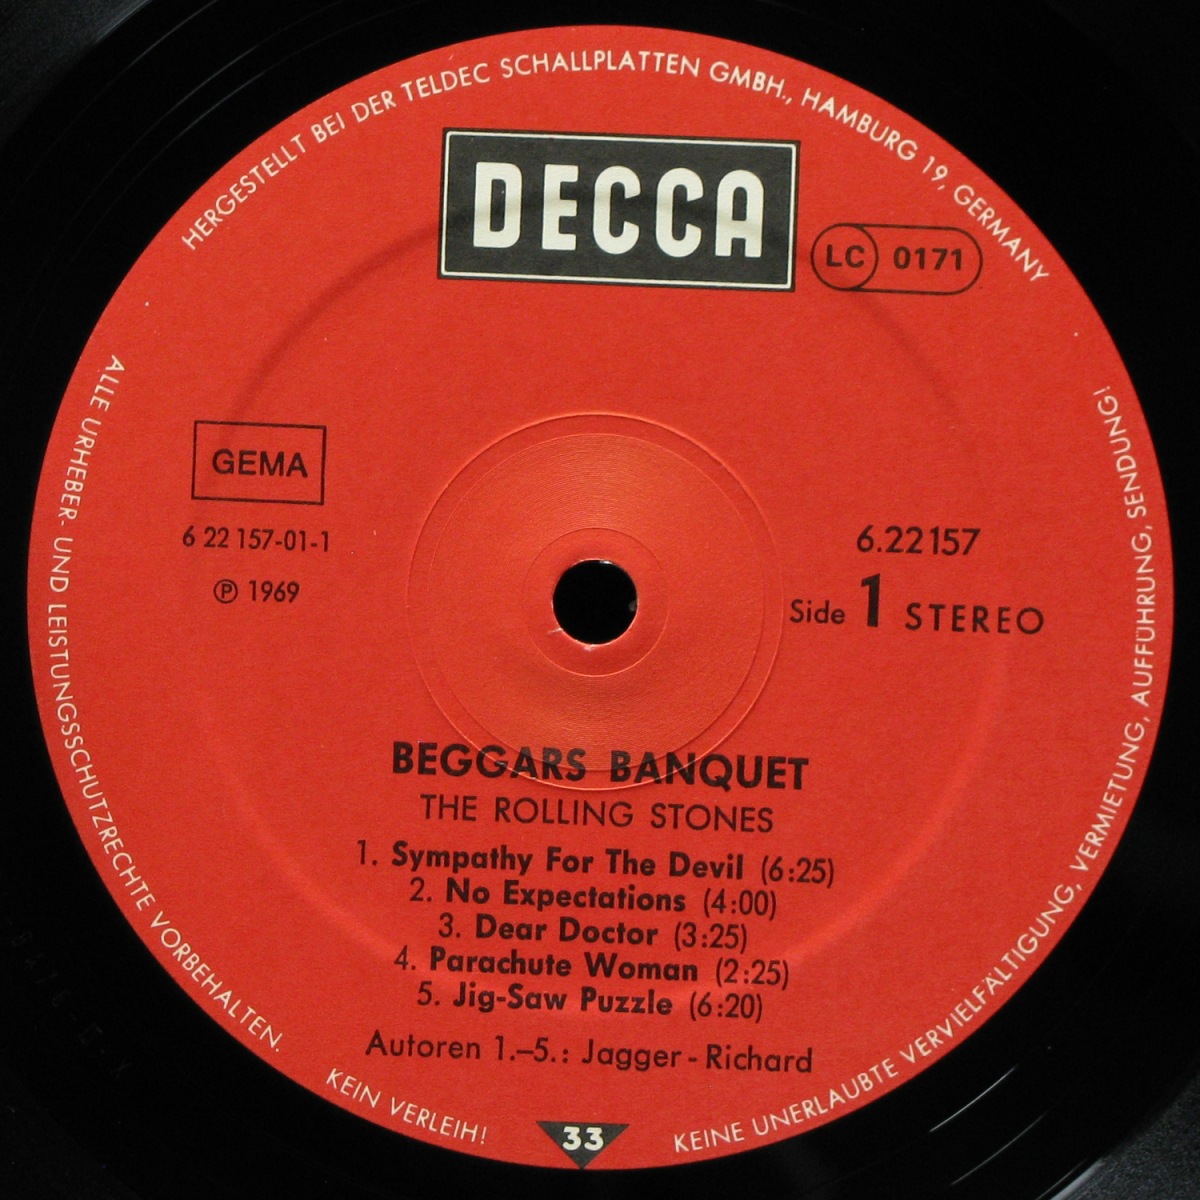 HERGESTELLT BEI DER TELDEC SCHALLPLATTEN GMBH., HAMBURG 19, GERMANY
DECCA
LC 0171
GEMA
6 22 157-01-1
℗ 1969
6.22157
Side 1 STEREO
BEGGARS BANQUET
THE ROLLING STONES
1. Sympathy For The Devil (6:25)
2. No Expectations (4:00)
3. Dear Doctor (3:25)
4. Parachute Woman (2:25)
5. Jig-Saw Puzzle (6:20)
Autoren 1.–5.: Jagger - Richard
ALLE URHEBER- UND LEISTUNGSSCHUTZRECHTE VORBEHALTEN.
KEIN VERLEIH!
33
KEINE UNERLAUBTE VERVIELFÄLTIGUNG, VERMIETUNG, AUFFÜHRUNG, SENDUNG!